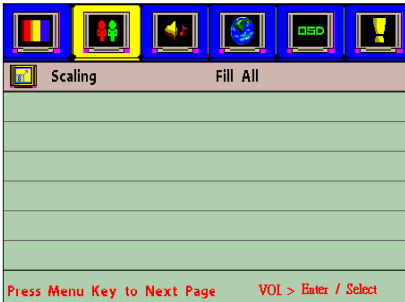 OSD
Scaling Fill All
Press Menu Key to Next Page VOL > Enter / Select